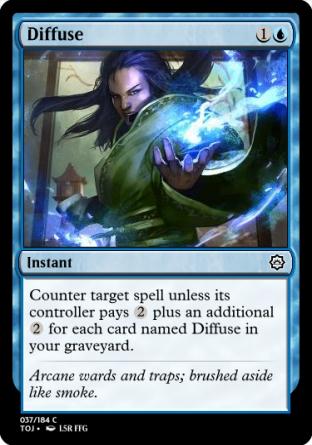 Diffuse 1
Instant
Counter target spell unless its
controller pays 2 plus an additional
2 for each card named Diffuse in
your graveyard.
Arcane wards and traps; brushed aside
like smoke.
037/184 C
TOJ • LSR FFG